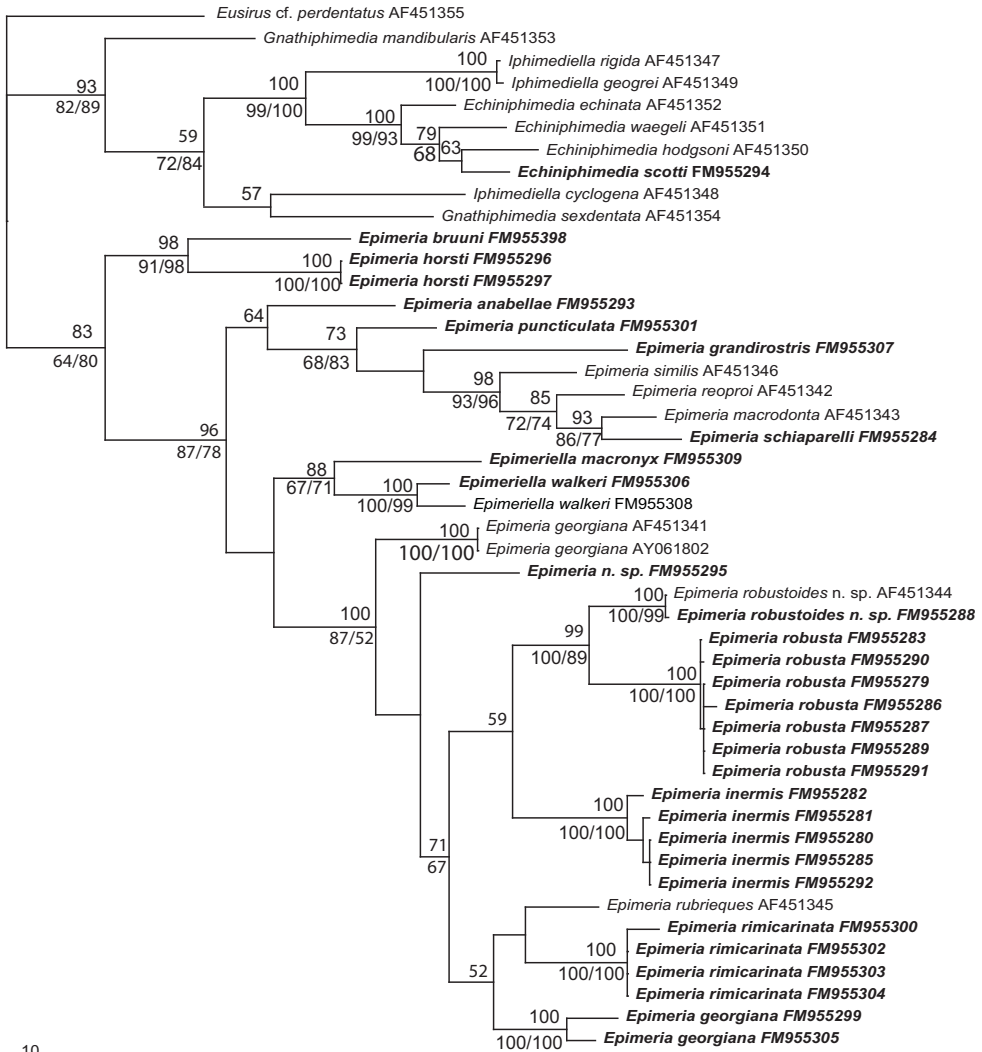 Eusirus cf. perdentatus AF451355
Gnathiphimedia mandibularis AF451353
100
Iphimediella rigida AF451347
93
100
100/100
Iphimediella geogrei AF451349
82/89
99/100
100
Echiniphimedia echinata AF451352
59
99/93
79
Echiniphimedia waegeli AF451351
72/84
68
63
Echiniphimedia hodgsoni AF451350
Echiniphimedia scotti FM955294
57
Iphimediella cyclogena AF451348
Gnathiphimedia sexdentata AF451354
98
Epimeria bruuni FM955398
91/98
100
Epimeria horsti FM955296
100/100
Epimeria horsti FM955297
64
Epimeria anabellae FM955293
83
73
Epimeria puncticulata FM955301
64/80
68/83
Epimeria grandirostris FM955307
98
Epimeria similis AF451346
93/96
85
Epimeria reoproi AF451342
72/74
93
Epimeria macrodonta AF451343
96
86/77
Epimeria schiaparelli FM955284
87/78
88
Epimeriella macronyx FM955309
67/71
100
Epimeriella walkeri FM955306
100/99
Epimeriella walkeri FM955308
100
Epimeria georgiana AF451341
100/100
Epimeria georgiana AY061802
Epimeria n. sp. FM955295
100
Epimeria robustoides n. sp. AF451344
100
87/52
100/99
Epimeria robustoides n. sp. FM955288
99
Epimeria robusta FM955283
100/89
Epimeria robusta FM955290
100
Epimeria robusta FM955279
100/100
Epimeria robusta FM955286
59
Epimeria robusta FM955287
Epimeria robusta FM955289
Epimeria robusta FM955291
100
Epimeria inermis FM955282
100/100
Epimeria inermis FM955281
71
Epimeria inermis FM955280
67
Epimeria inermis FM955285
Epimeria inermis FM955292
Epimeria rubrieques AF451345
Epimeria rimicarinata FM955300
100
Epimeria rimicarinata FM955302
52
100/100
Epimeria rimicarinata FM955303
Epimeria rimicarinata FM955304
100
Epimeria georgiana FM955299
100/100
Epimeria georgiana FM955305
10